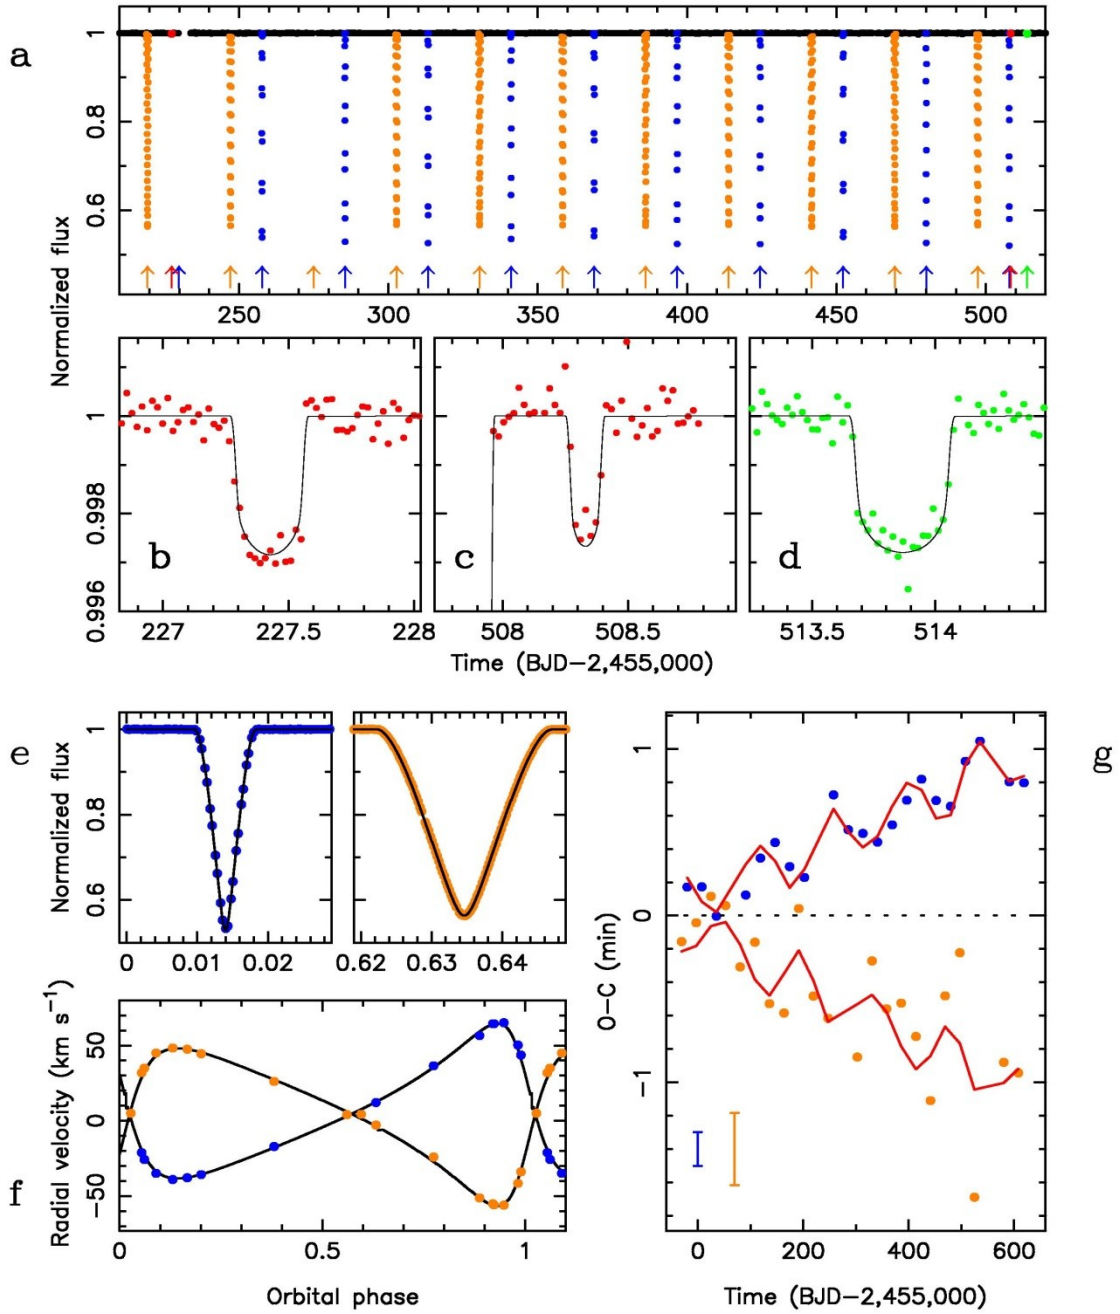 a
Normalized flux
1
0.8
0.6
250 300 350 400 450 500
1
0.998
0.996
b c d
227 227.5 228 508 508.5 513.5 514
Time (BJD−2,455,000)
e
Normalized flux
1
0.8
0.6
0 0.01 0.02 0.62 0.63 0.64
f
Radial velocity (km s−1)
50
0
−50
0 0.5 1
Orbital phase
g
O−C (min)
1
0
−1
0 200 400 600
Time (BJD−2,455,000)